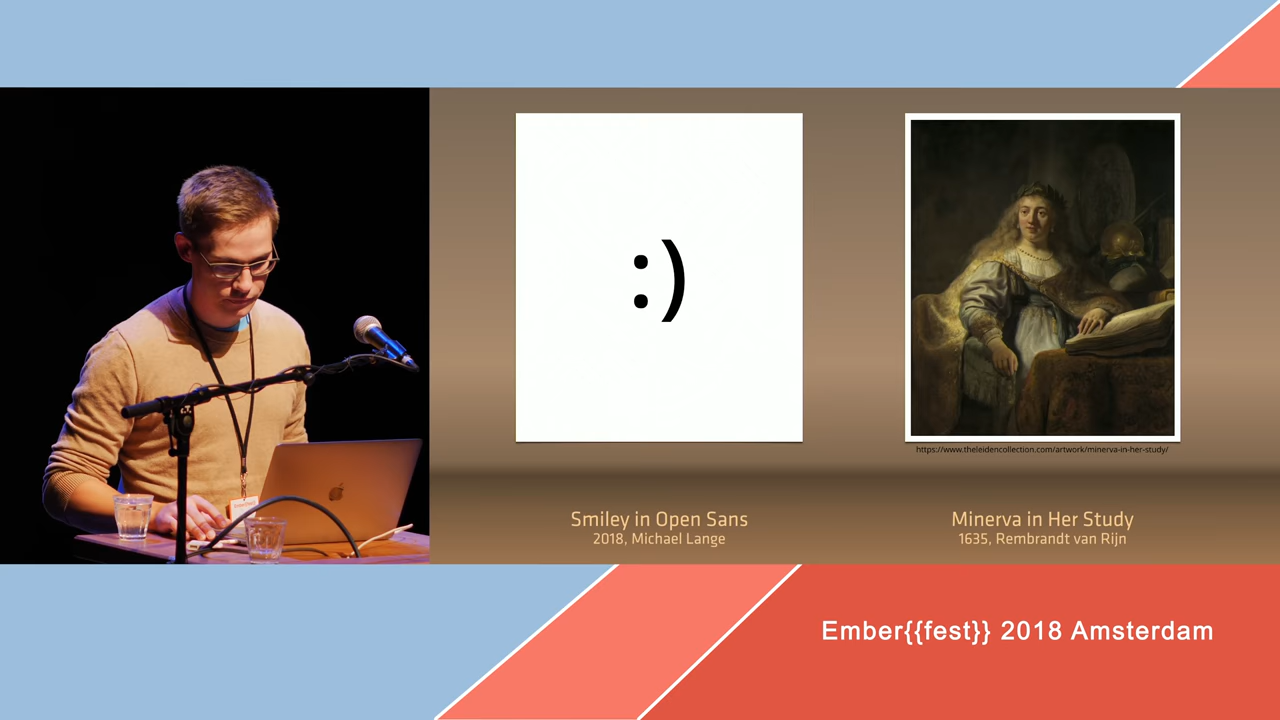 :)
https://www.theleidencollection.com/artwork/minerva-in-her-study/
Smiley in Open Sans
2018, Michael Lange
Minerva in Her Study
1635, Rembrandt van Rijn
Ember{{fest}} 2018 Amsterdam